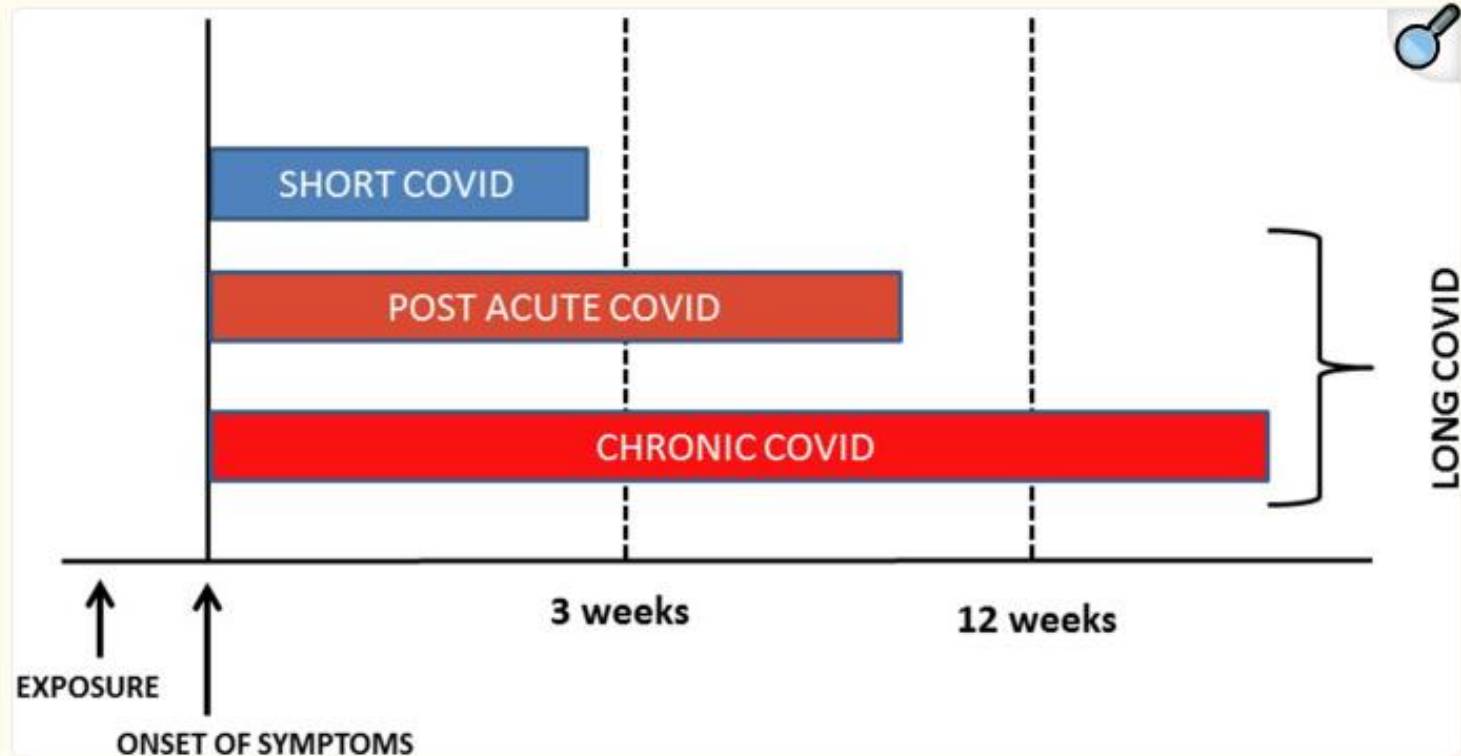 SHORT COVID
POST ACUTE COVID
CHRONIC COVID
LONG COVID
3 weeks
12 weeks
EXPOSURE
ONSET OF SYMPTOMS